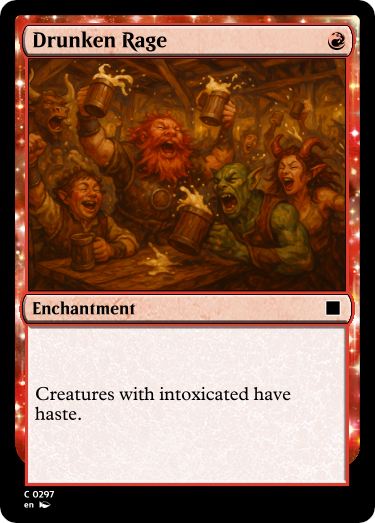 Drunken Rage
Enchantment
Creatures with intoxicated have
haste.
C 0297
en